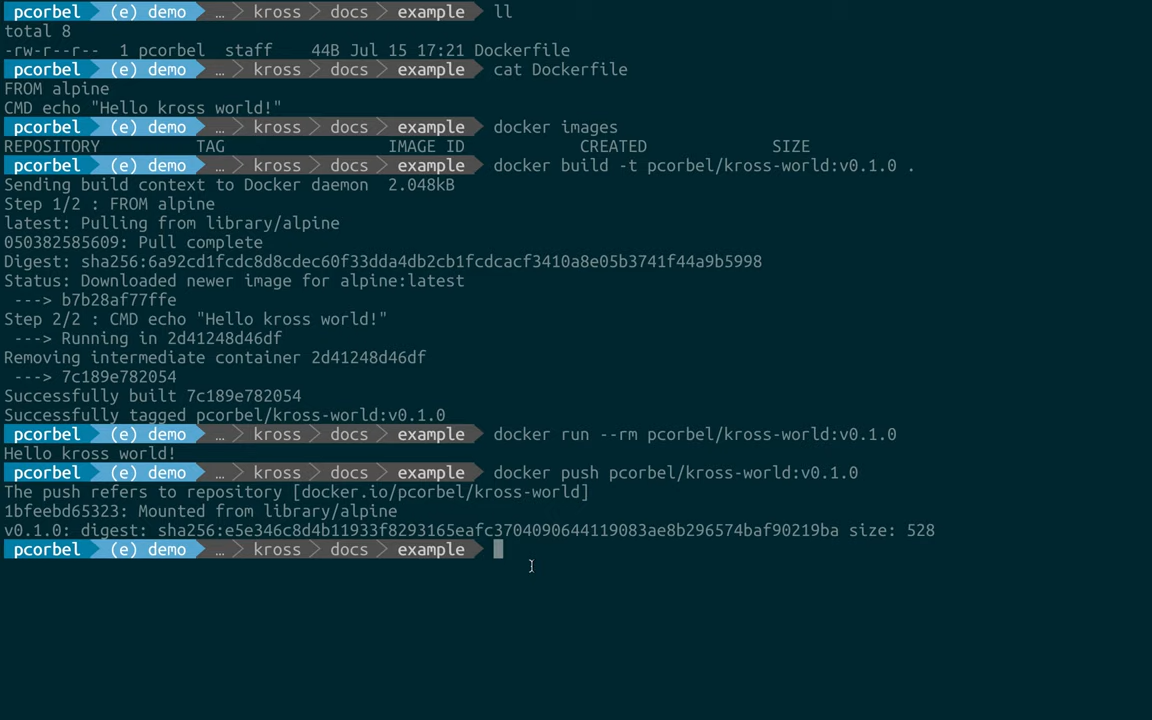 pcorbel (e) demo … kross docs example ll
total 8
-rw-r--r-- 1 pcorbel staff 44B Jul 15 17:21 Dockerfile
pcorbel (e) demo … kross docs example cat Dockerfile
FROM alpine
CMD echo "Hello kross world!"
pcorbel (e) demo … kross docs example docker images
REPOSITORY TAG IMAGE ID CREATED SIZE
pcorbel (e) demo … kross docs example docker build -t pcorbel/kross-world:v0.1.0 .
Sending build context to Docker daemon 2.048kB
Step 1/2 : FROM alpine
latest: Pulling from library/alpine
050382585609: Pull complete
Digest: sha256:6a92cd1fcdc8d8cdec60f33dda4db2cb1fcdcacf3410a8e05b3741f44a9b5998
Status: Downloaded newer image for alpine:latest
---> b7b28af77ffe
Step 2/2 : CMD echo "Hello kross world!"
---> Running in 2d41248d46df
Removing intermediate container 2d41248d46df
---> 7c189e782054
Successfully built 7c189e782054
Successfully tagged pcorbel/kross-world:v0.1.0
pcorbel (e) demo … kross docs example docker run --rm pcorbel/kross-world:v0.1.0
Hello kross world!
pcorbel (e) demo … kross docs example docker push pcorbel/kross-world:v0.1.0
The push refers to repository [docker.io/pcorbel/kross-world]
1bfeebd65323: Mounted from library/alpine
v0.1.0: digest: sha256:e5e346c8d4b11933f8293165eafc3704090644119083ae8b296574baf90219ba size: 528
pcorbel (e) demo … kross docs example